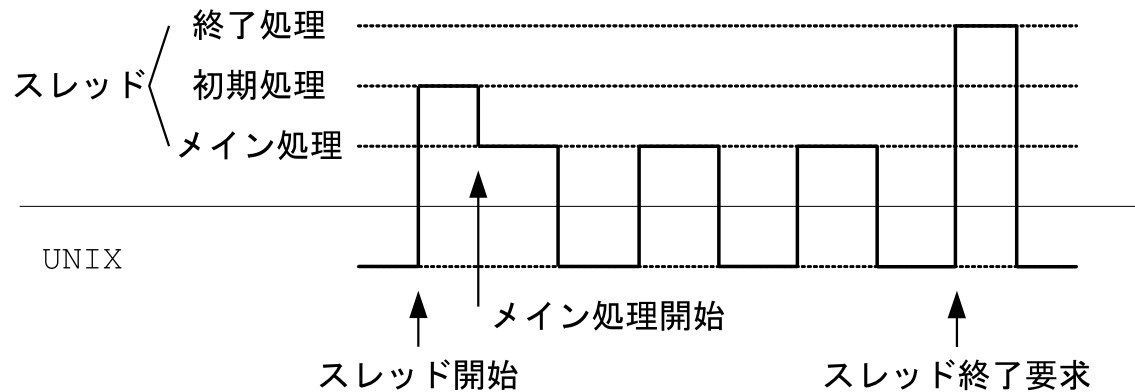 終了処理
スレッド
初期処理
メイン処理
UNIX
メイン処理開始
スレッド開始
スレッド終了要求